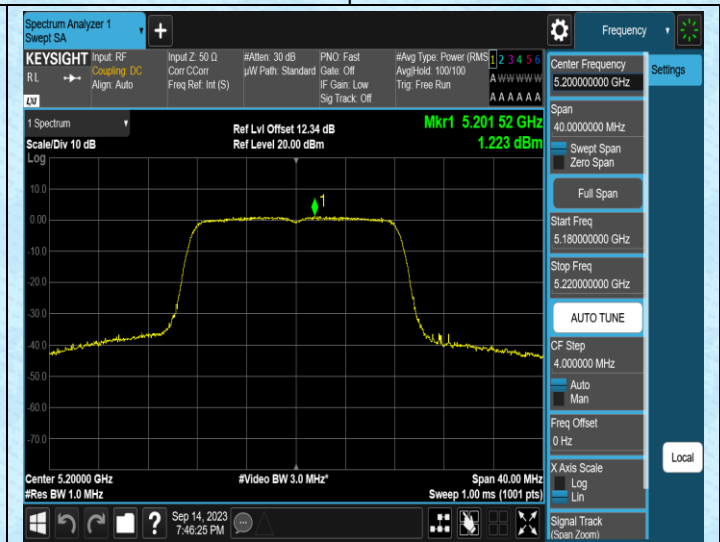 Spectrum Analyzer 1
Swept SA
+
Frequency
KEYSIGHT
RL
LXI
Input: RF
Coupling: DC
Align: Auto
Input Z: 50 Ω
Corr CCorr
Freq Ref: Int (S)
#Atten: 30 dB
µW Path: Standard
PNO: Fast
Gate: Off
IF Gain: Low
Sig Track: Off
#Avg Type: Power (RMS
Avg|Hold: 100/100
Trig: Free Run
1 2 3 4 5 6
A W W W W W
A A A A A A
1 Spectrum
Scale/Div 10 dB
Log
Ref Lvl Offset 12.34 dB
Ref Level 20.00 dBm
Mkr1 5.201 52 GHz
1.223 dBm
10.0
0.00
-10.0
-20.0
-30.0
-40.0
-50.0
-60.0
-70.0
1
Center 5.20000 GHz
#Res BW 1.0 MHz
#Video BW 3.0 MHz*
Span 40.00 MHz
Sweep 1.00 ms (1001 pts)
Sep 14, 2023
7:46:25 PM
?
Center Frequency
5.200000000 GHz
Span
40.0000000 MHz
Swept Span
Zero Span
Full Span
Start Freq
5.180000000 GHz
Stop Freq
5.220000000 GHz
AUTO TUNE
CF Step
4.000000 MHz
Auto
Man
Freq Offset
0 Hz
X Axis Scale
Log
Lin
Signal Track
(Span Zoom)
Settings
Local